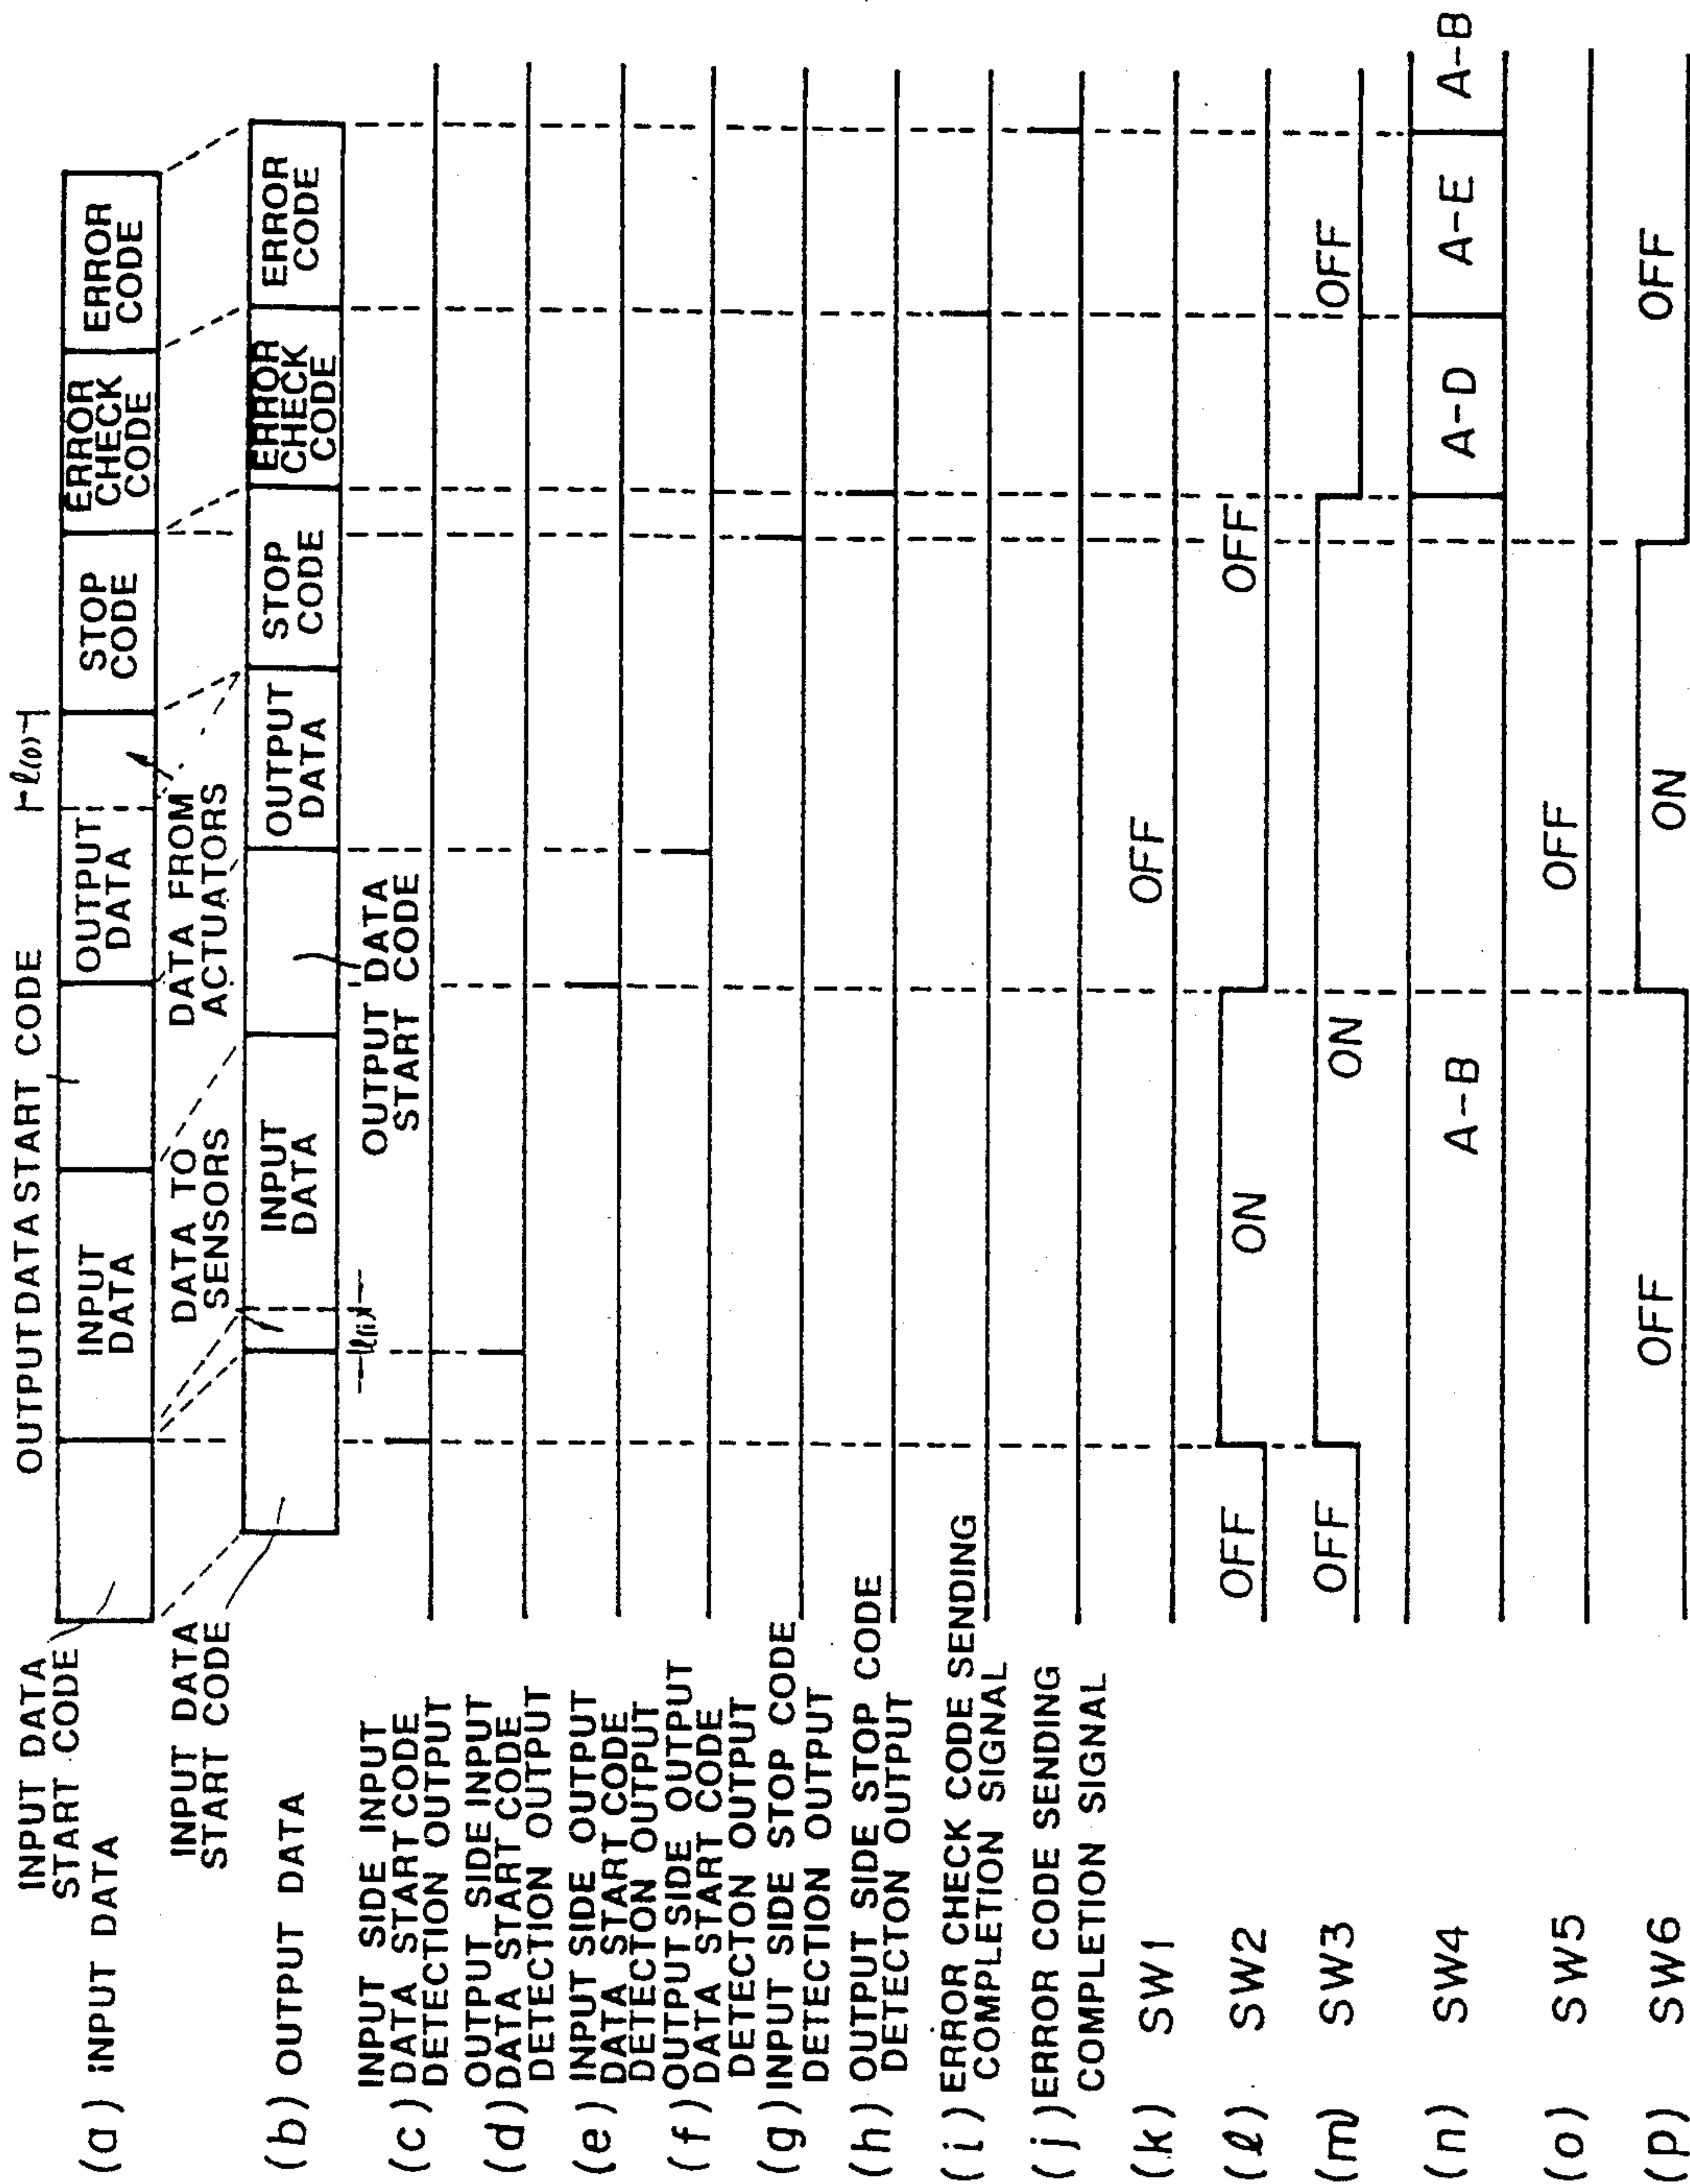 OUTPUT DATA START CODE
⊢ℓ(o)⊣
INPUT DATA
START CODE
(a) INPUT DATA
INPUT
DATA
OUTPUT
DATA
STOP
CODE
ERROR
CHECK
CODE
ERROR
CODE
DATA TO
SENSORS
DATA FROM
ACTUATORS
INPUT DATA
START CODE
(b) OUTPUT DATA
INPUT
DATA
OUTPUT
DATA
STOP
CODE
ERROR
CHECK
CODE
ERROR
CODE
ℓ(i)
OUTPUT DATA
START CODE
INPUT SIDE INPUT
(c) DATA START CODE
DETECTION OUTPUT
OUTPUT SIDE INPUT
(d) DATA START CODE
DETECTION OUTPUT
INPUT SIDE OUTPUT
(e) DATA START CODE
DETECTON OUTPUT
OUTPUT SIDE OUTPUT
(f) DATA START CODE
DETECTON OUTPUT
(g) INPUT SIDE STOP CODE
DETECTION OUTPUT
(h) OUTPUT SIDE STOP CODE
DETECTON OUTPUT
(i) ERROR CHECK CODE SENDING
COMPLETION SIGNAL
(j) ERROR CODE SENDING
COMPLETION SIGNAL
(k) SW1 OFF
(ℓ) SW2 OFF ON OFF
(m) SW3 OFF ON OFF
(n) SW4 A-B A-D A-E A-B
(o) SW5 OFF
(p) SW6 OFF ON OFF